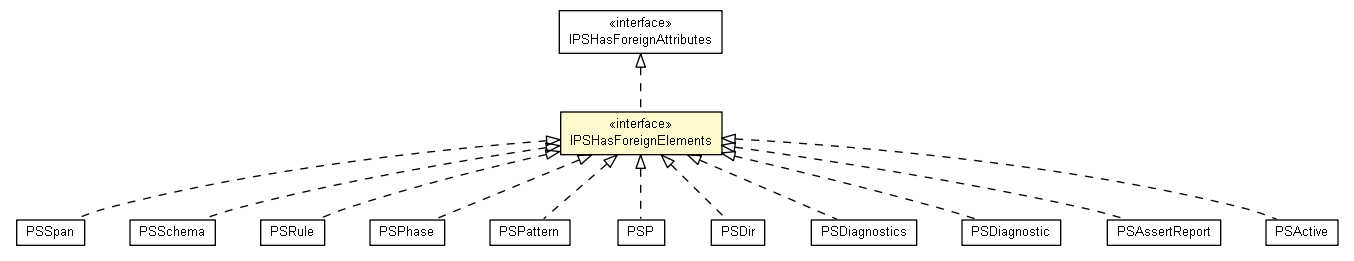 «interface»
IPSHasForeignAttributes
«interface»
IPSHasForeignElements
PSSpan
PSSchema
PSRule
PSPhase
PSPattern
PSP
PSDir
PSDiagnostics
PSDiagnostic
PSAssertReport
PSActive